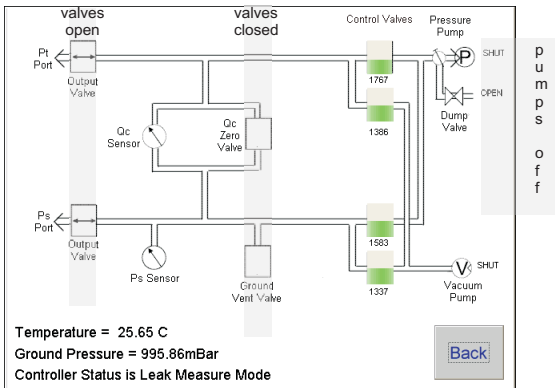 valves
open
valves
closed
Control Valves
Pressure
Pump
Pt
Port
Output
Valve
1767
P
SHUT
OPEN
Dump
Valve
1386
Qc
Sensor
Qc
Zero
Valve
Ps
Port
Output
Valve
1583
Ps Sensor
Ground
Vent Valve
1337
V
SHUT
Vacuum
Pump
Temperature = 25.65 C
Ground Pressure = 995.86mBar
Controller Status is Leak Measure Mode
Back
pumps off